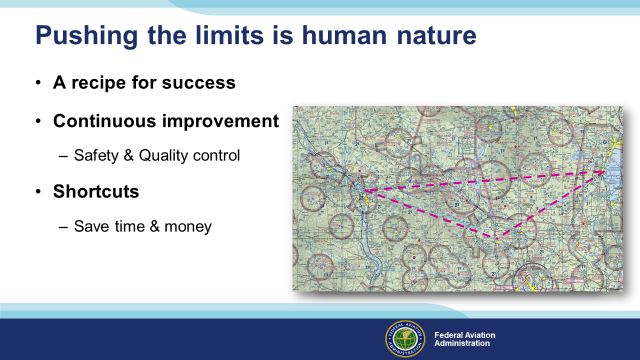 Pushing the limits is human nature
• A recipe for success
• Continuous improvement
– Safety & Quality control
• Shortcuts
– Save time & money
Federal Aviation
Administration